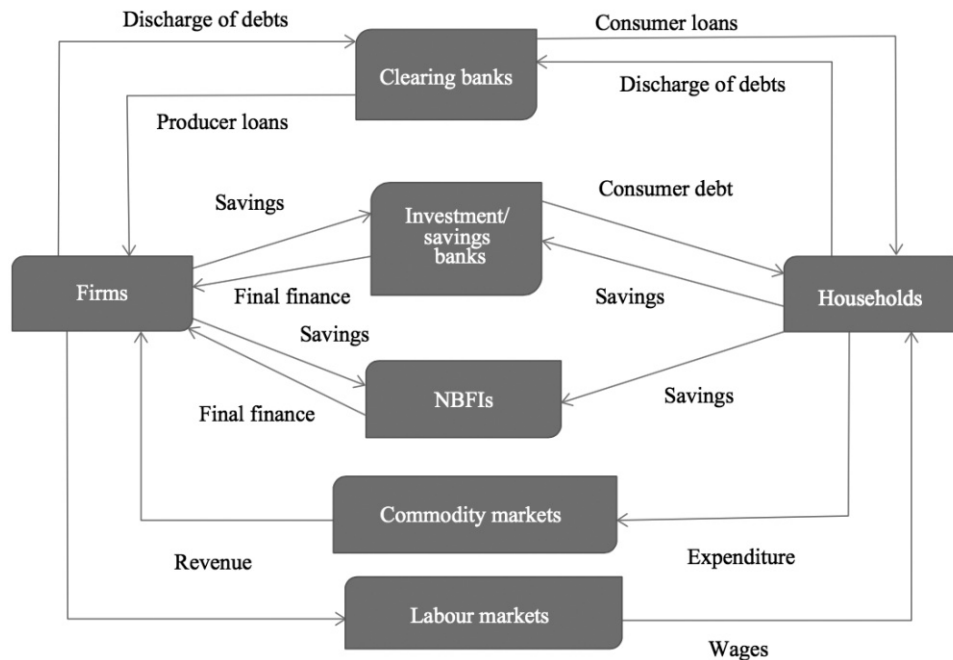 Discharge of debts
Consumer loans
Clearing banks
Discharge of debts
Producer loans
Savings
Consumer debt
Investment/
savings
banks
Firms
Final finance
Savings
Households
Savings
NBFIs
Savings
Final finance
Commodity markets
Revenue
Expenditure
Labour markets
Wages